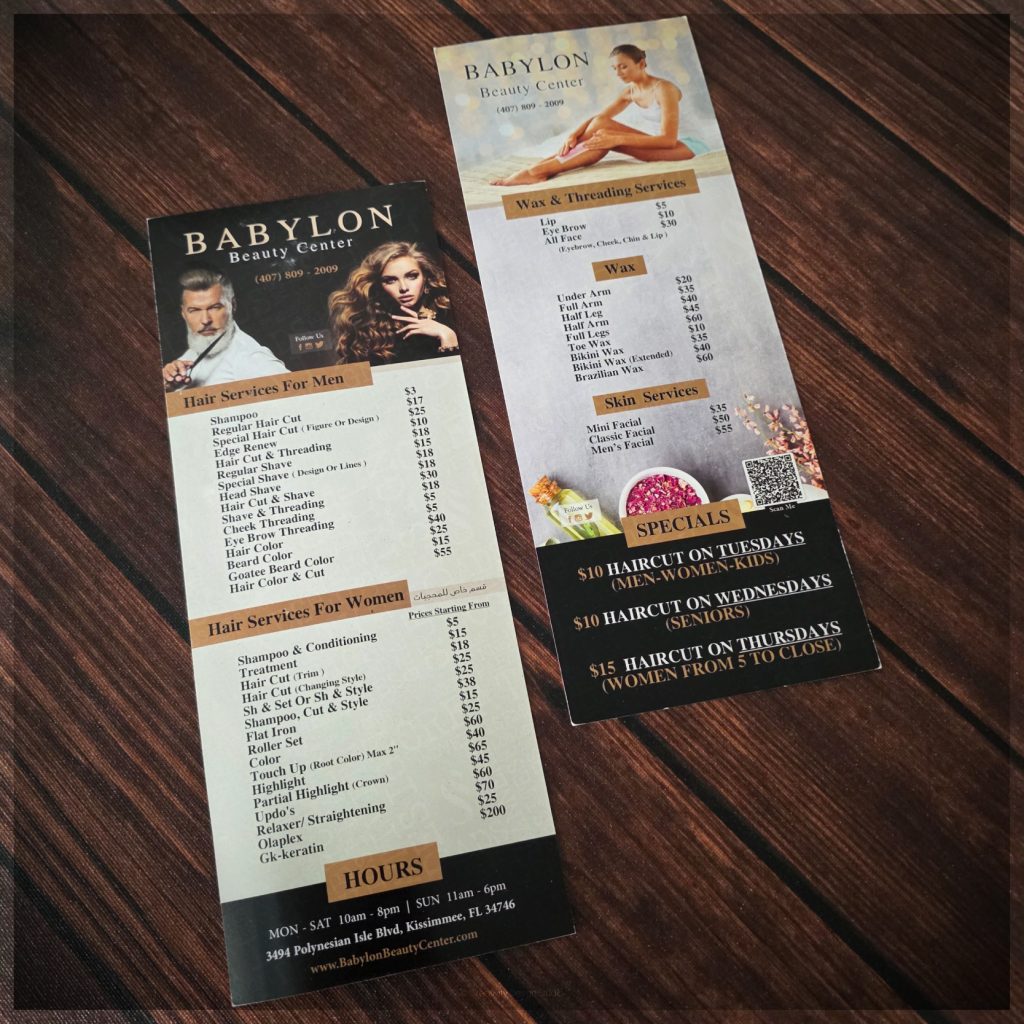 BABYLON
Beauty Center
(407) 809 - 2009
Follow Us
Hair Services For Men
Shampoo $3
Regular Hair Cut $17
Special Hair Cut ( Figure Or Design ) $25
Edge Renew $10
Hair Cut & Threading $18
Regular Shave $15
Special Shave ( Design Or Lines ) $18
Head Shave $18
Hair Cut & Shave $30
Shave & Threading $18
Cheek Threading $5
Eye Brow Threading $5
Hair Color $40
Beard Color $25
Goatee Beard Color $15
Hair Color & Cut $55
Hair Services For Women قسم خاص للمحجبات
Prices Starting From
Shampoo & Conditioning $5
Treatment $15
Hair Cut (Trim ) $18
Hair Cut (Changing Style) $25
Sh & Set Or Sh & Style $25
Shampoo, Cut & Style $38
Flat Iron $15
Roller Set $25
Color $60
Touch Up (Root Color) Max 2" $40
Highlight $65
Partial Highlight (Crown) $45
Updo's $60
Relaxer/ Straightening $70
Olaplex $25
Gk-keratin $200
HOURS
MON - SAT 10am - 8pm | SUN 11am - 6pm
3494 Polynesian Isle Blvd, Kissimmee, FL 34746
www.BabylonBeautyCenter.com
BABYLON
Beauty Center
(407) 809 - 2009
Wax & Threading Services
Lip $5
Eye Brow $10
All Face $30
(Eyebrow, Cheek, Chin & Lip )
Wax
Under Arm $20
Full Arm $35
Half Leg $40
Half Arm $45
Full Legs $60
Toe Wax $10
Bikini Wax $35
Bikini Wax (Extended) $40
Brazilian Wax $60
Skin Services
Mini Facial $35
Classic Facial $50
Men's Facial $55
Follow Us
Scan Me
SPECIALS
$10 HAIRCUT ON TUESDAYS
(MEN-WOMEN-KIDS)
$10 HAIRCUT ON WEDNESDAYS
(SENIORS)
$15 HAIRCUT ON THURSDAYS
(WOMEN FROM 5 TO CLOSE)